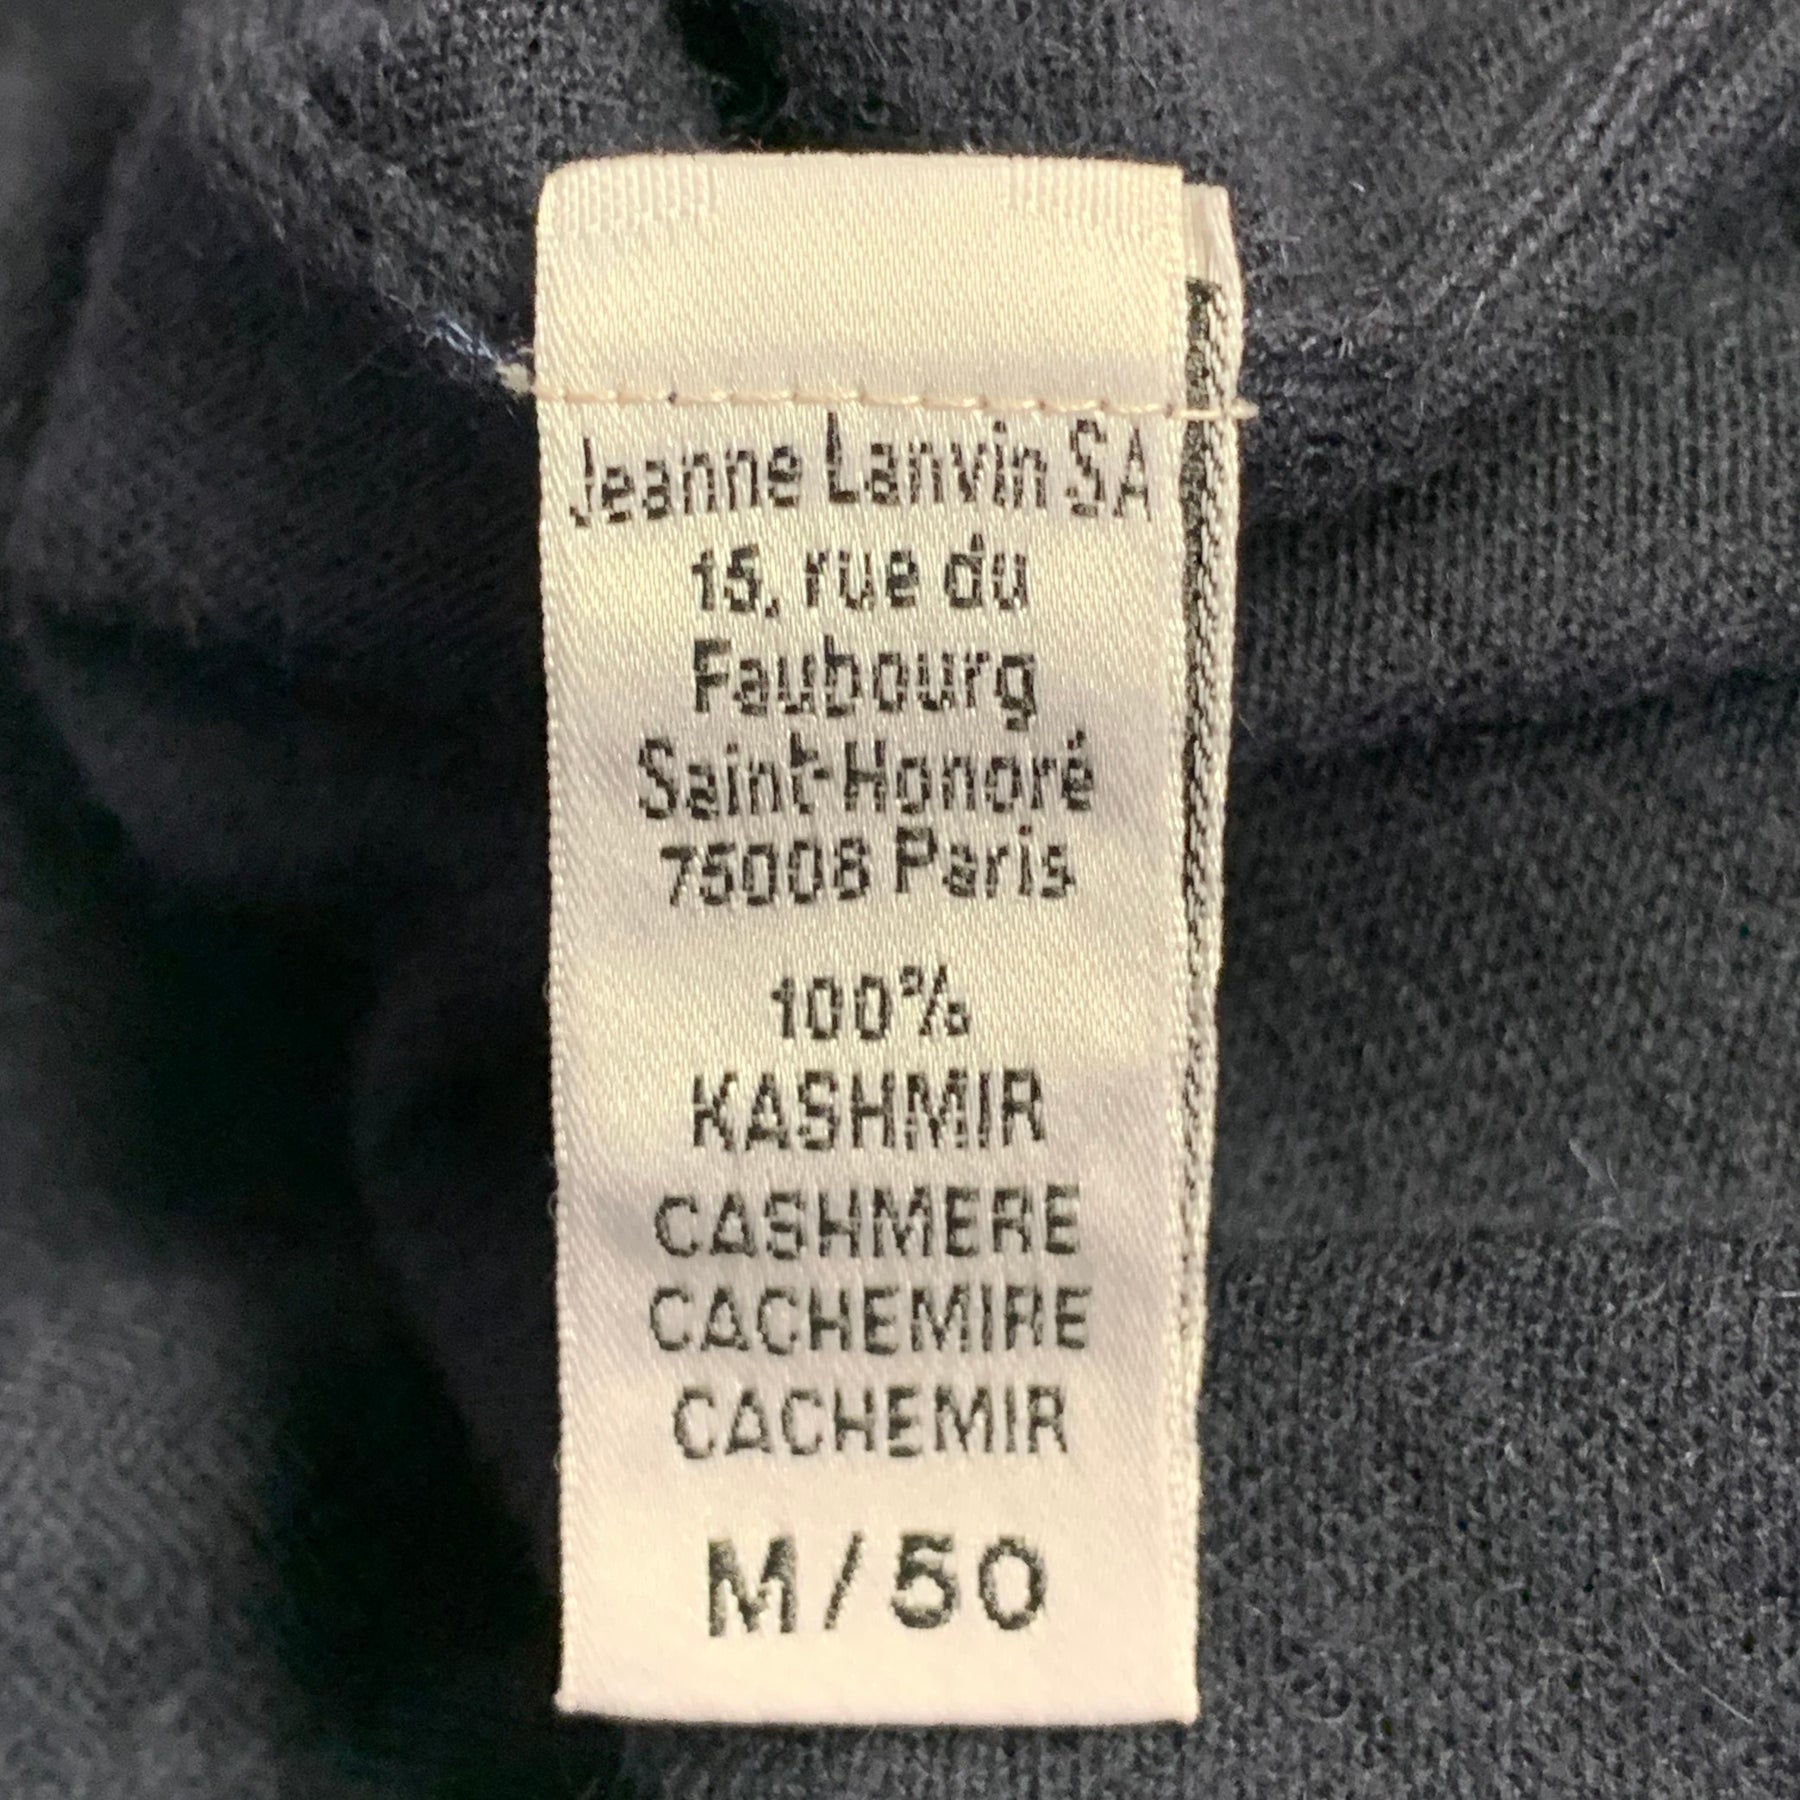 Jeanne Lanvin SA
15, rue du
Faubourg
Saint-Honoré
75008 Paris
100%
KASHMIR
CASHMERE
CACHEMIRE
CACHEMIR
M / 50